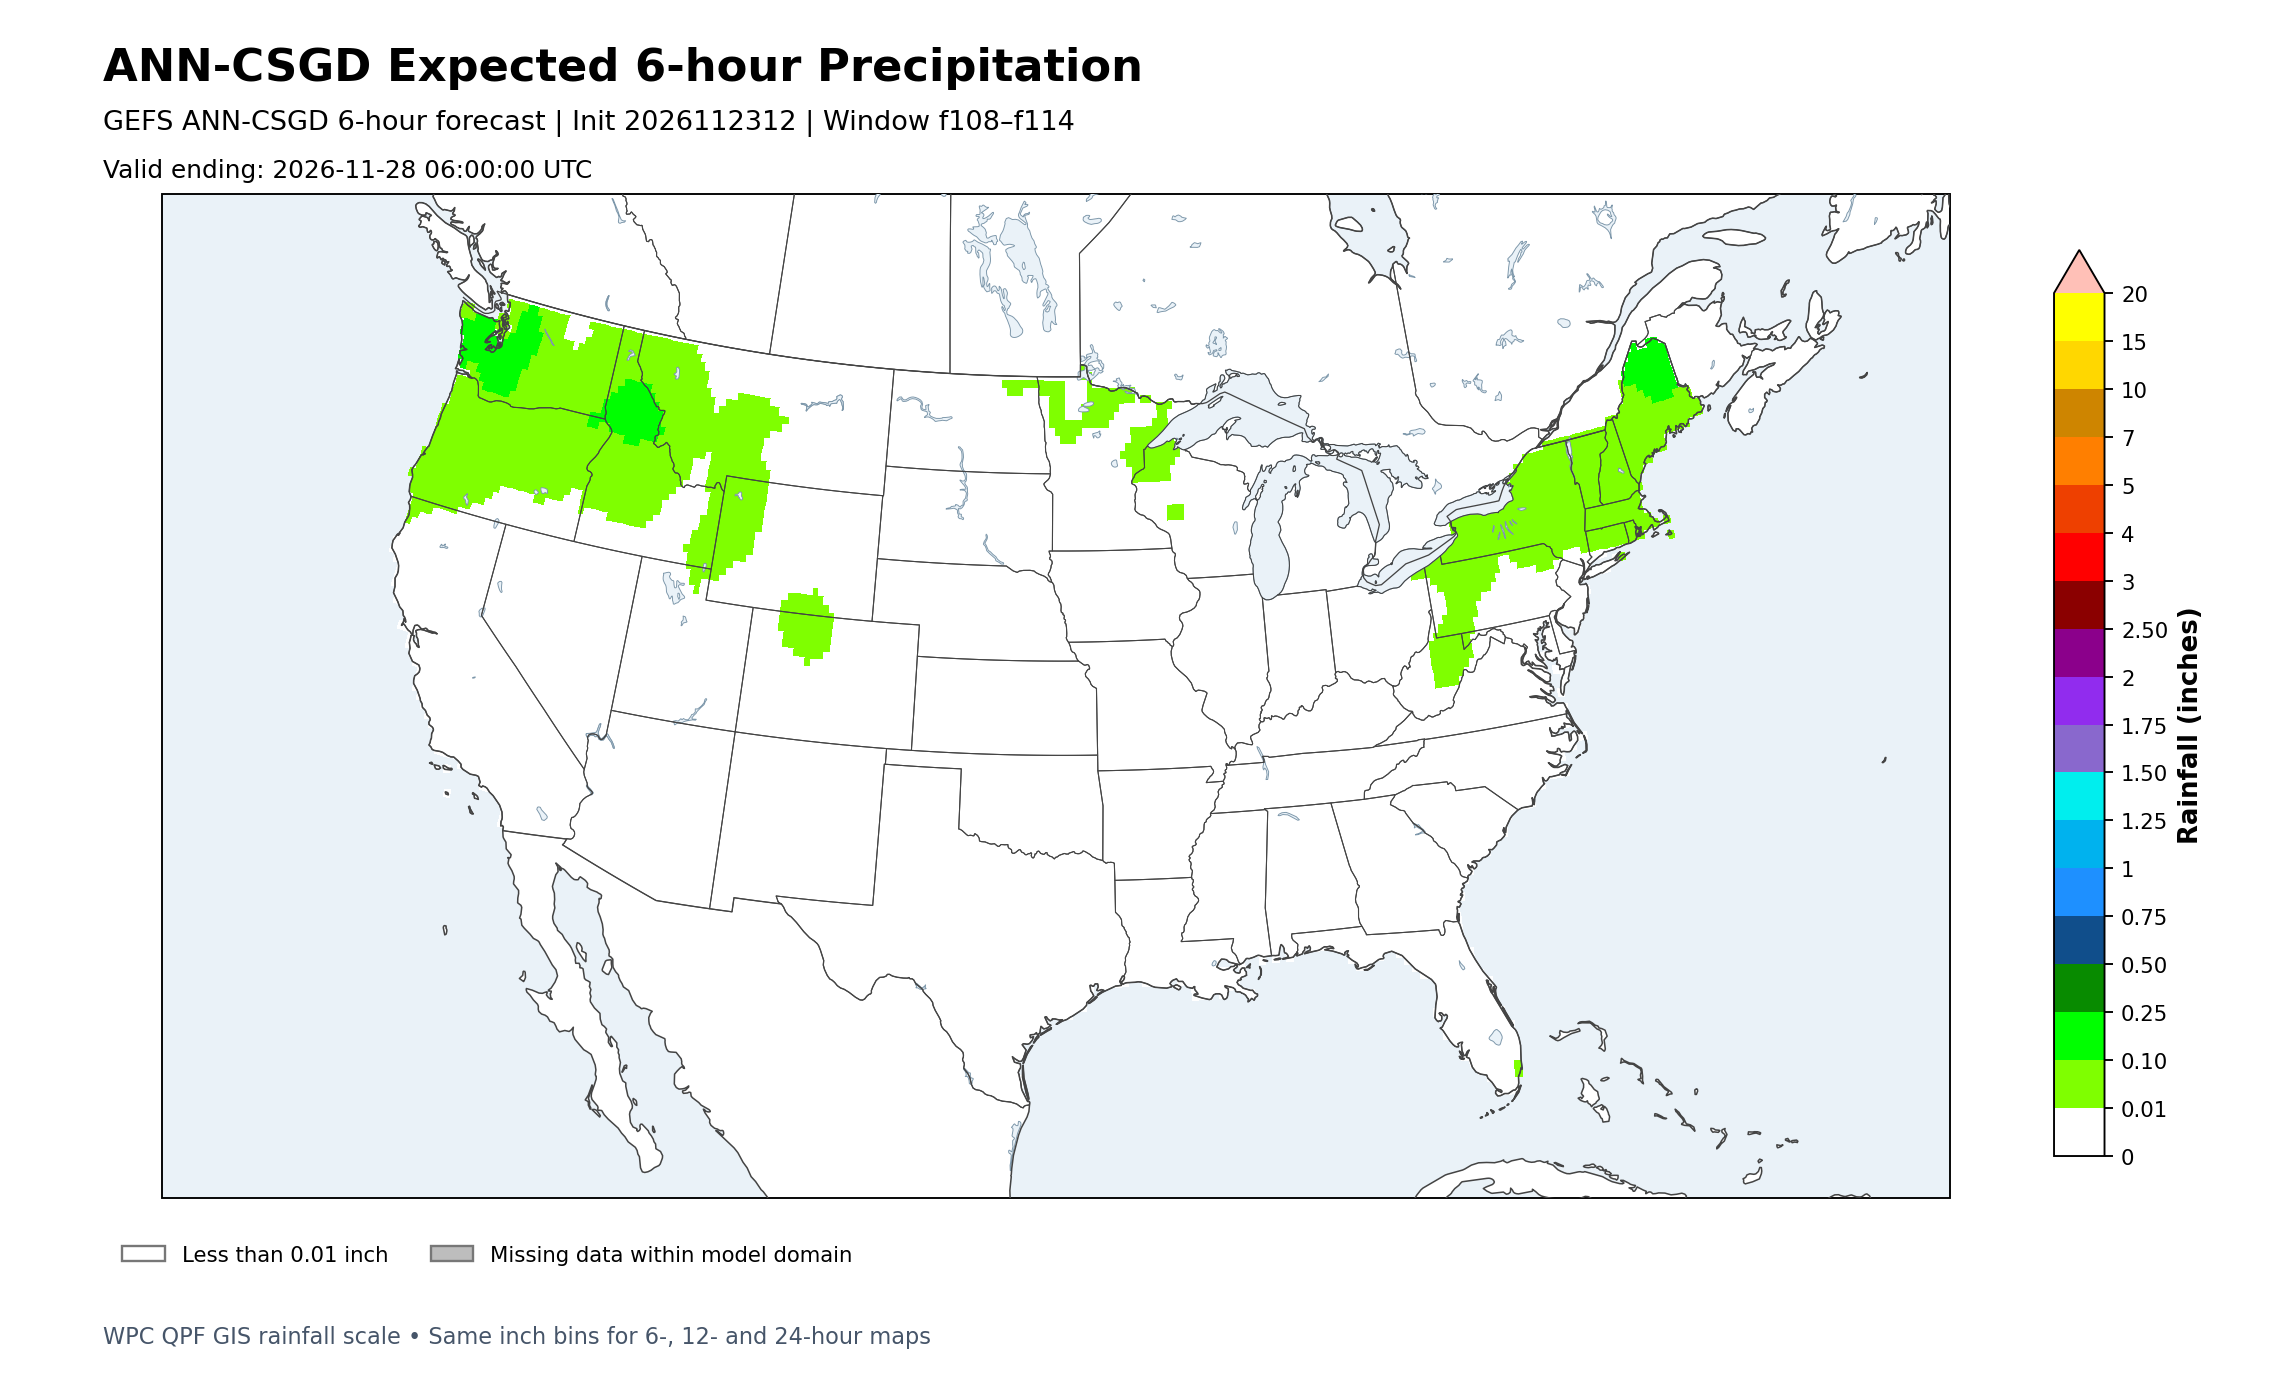 ANN-CSGD Expected 6-hour Precipitation
GEFS ANN-CSGD 6-hour forecast | Init 2026112312 | Window f108–f114
Valid ending: 2026-11-28 06:00:00 UTC
20
15
10
7
5
4
3
2.50
2
1.75
1.50
1.25
1
0.75
0.50
0.25
0.10
0.01
0
Rainfall (inches)
Less than 0.01 inch
Missing data within model domain
WPC QPF GIS rainfall scale • Same inch bins for 6-, 12- and 24-hour maps